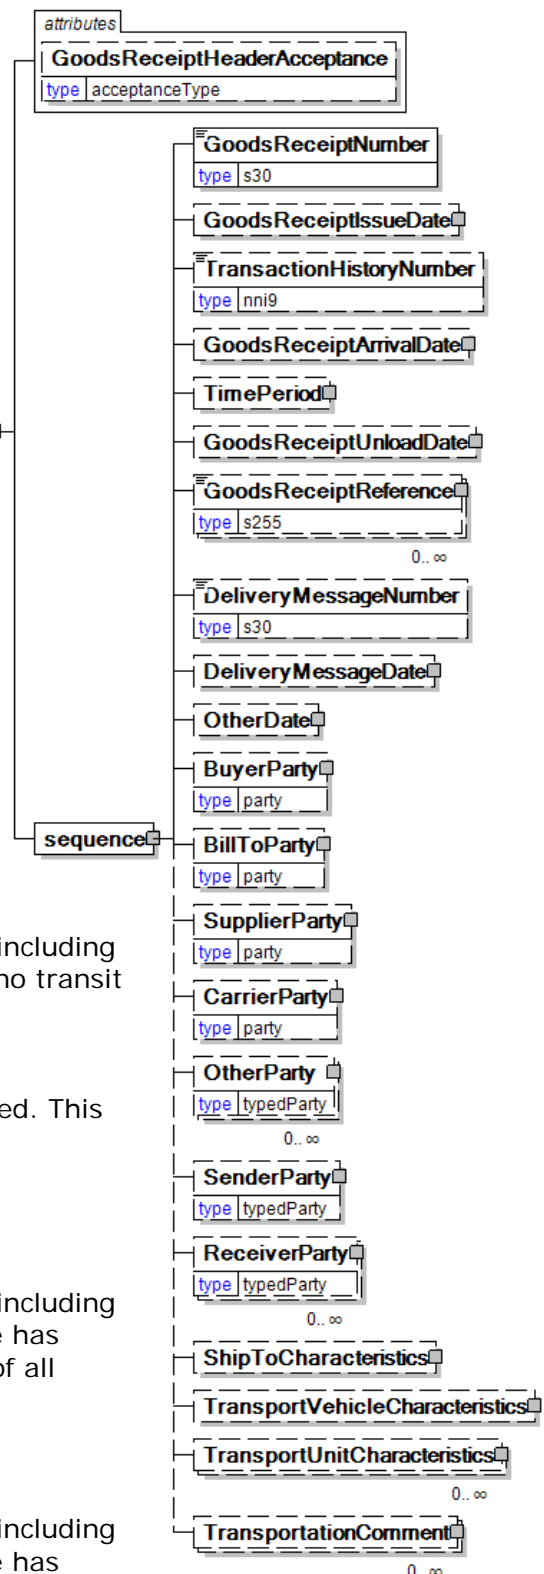 attributes
GoodsReceiptHeaderAcceptance
type acceptanceType
GoodsReceiptNumber
type s30
GoodsReceiptIssueDate
TransactionHistoryNumber
type nni9
GoodsReceiptArrivalDate
TimePeriod
GoodsReceiptUnloadDate
GoodsReceiptReference
type s255
0.. ∞
DeliveryMessageNumber
type s30
DeliveryMessageDate
OtherDate
BuyerParty
type party
sequence
BillToParty
type party
SupplierParty
including
type party
no transit
CarrierParty
type party
OtherParty
type typedParty
ed. This
0.. ∞
SenderParty
type typedParty
ReceiverParty
type typedParty
including
0.. ∞
e has
ShipToCharacteristics
of all
TransportVehicleCharacteristics
TransportUnitCharacteristics
0.. ∞
including
TransportationComment
e has
0.. ∞